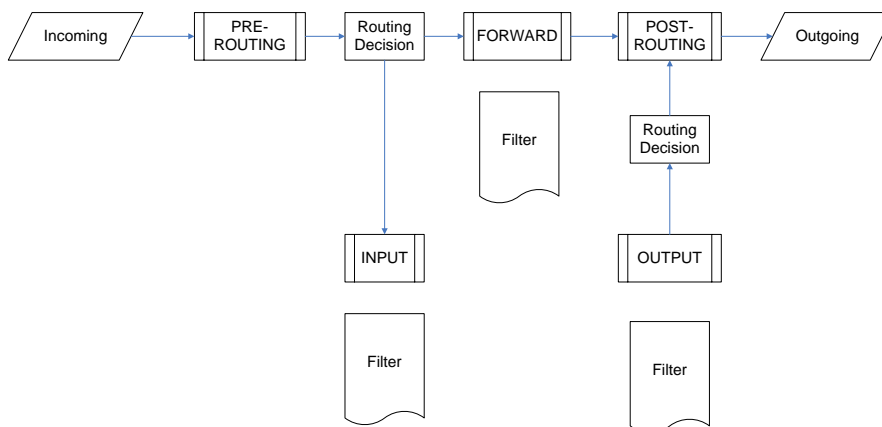 Incoming
PRE-
ROUTING
Routing
Decision
FORWARD
POST-
ROUTING
Outgoing
Filter
Routing
Decision
INPUT
OUTPUT
Filter
Filter